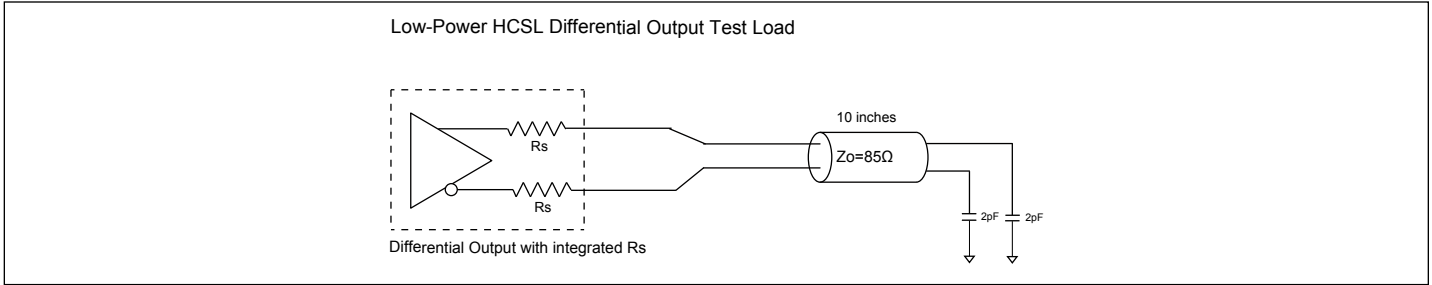 Low-Power HCSL Differential Output Test Load
10 inches
Rs
Zo=85Ω
Rs
2pF
2pF
Differential Output with integrated Rs